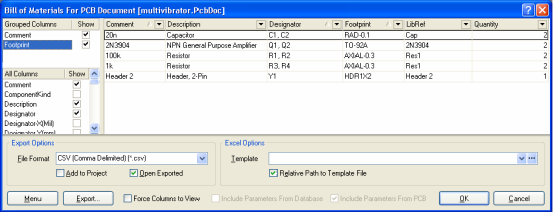 Bill of Materials For PCB Document [multivibrator.PcbDoc]
Grouped Columns Show
Comment
Footprint
All Columns Show
Comment
ComponentKind
Description
Designator
Designator-X(Mil)
Designator-Y(mm)
Comment Description Designator Footprint LibRef Quantity
20n Capacitor C1, C2 RAD-0.1 Cap 2
2N3904 NPN General Purpose Amplifier Q1, Q2 TO-92A 2N3904 2
100k Resistor R1, R2 AXIAL-0.3 Res1 2
1k Resistor R3, R4 AXIAL-0.3 Res1 2
Header 2 Header, 2-Pin Y1 HDR1X2 Header 2 1
Export Options
File Format CSV (Comma Delimited) (*.csv)
Add to Project Open Exported
Excel Options
Template
Relative Path to Template File
Menu Export... Force Columns to View Include Parameters From Database Include Parameters From PCB OK Cancel